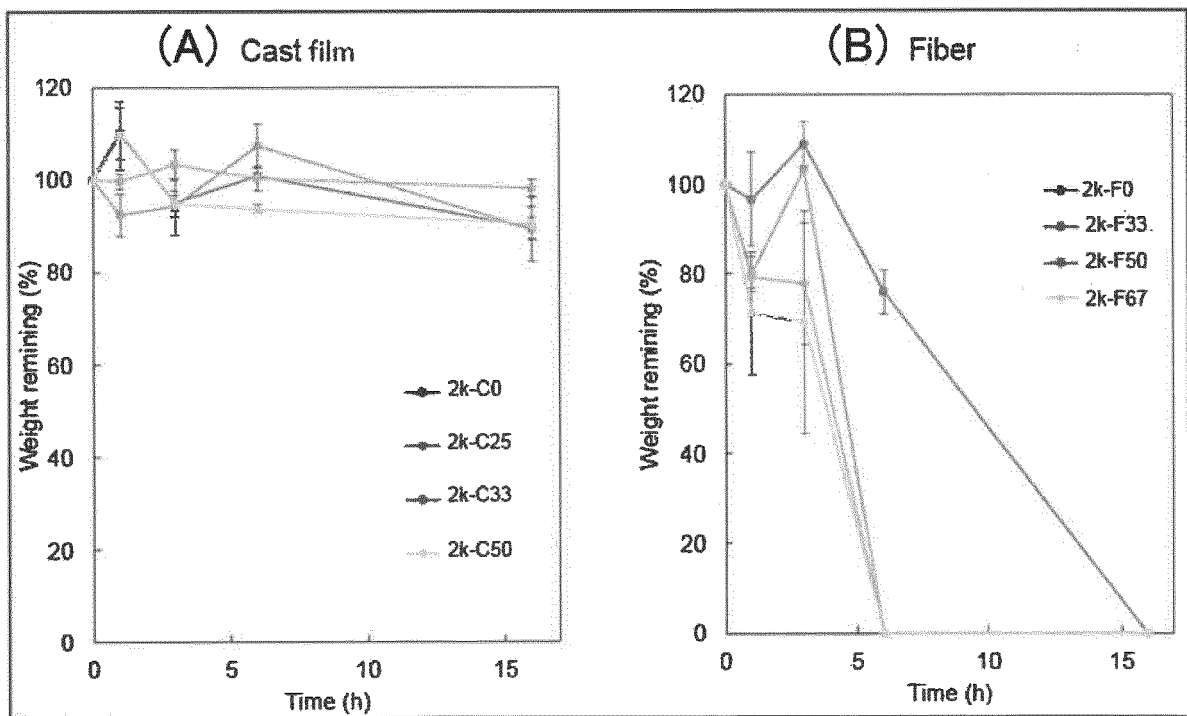 (A) Cast film
120
100
80
60
40
20
0
Weight remining (%)
0 5 10 15
Time (h)
2k-C0
2k-C25
2k-C33
2k-C50
(B) Fiber
120
100
80
60
40
20
0
Weight remining (%)
0 5 10 15
Time (h)
2k-F0
2k-F33.
2k-F50
2k-F67